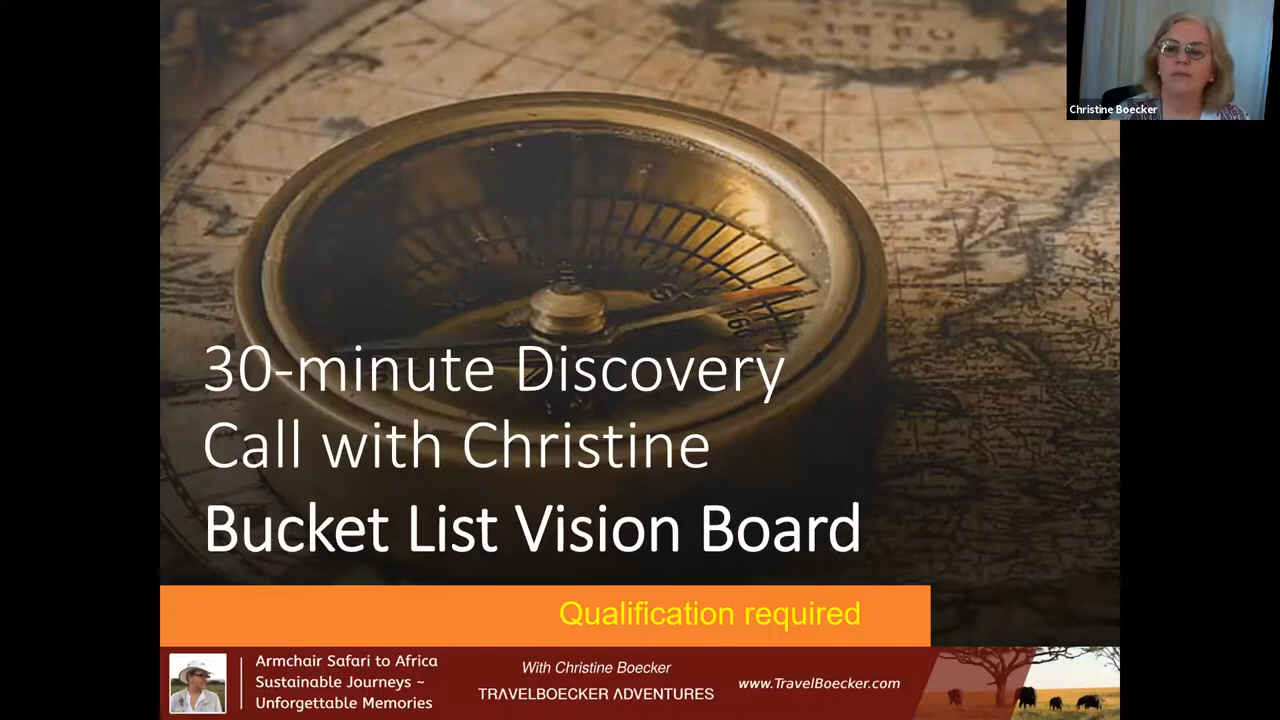 Christine Boecker
30-minute Discovery
Call with Christine
Bucket List Vision Board
Qualification required
Armchair Safari to Africa
Sustainable Journeys ~
Unforgettable Memories
With Christine Boecker
TRAVELBOECKER ADVENTURES
www.TravelBoecker.com